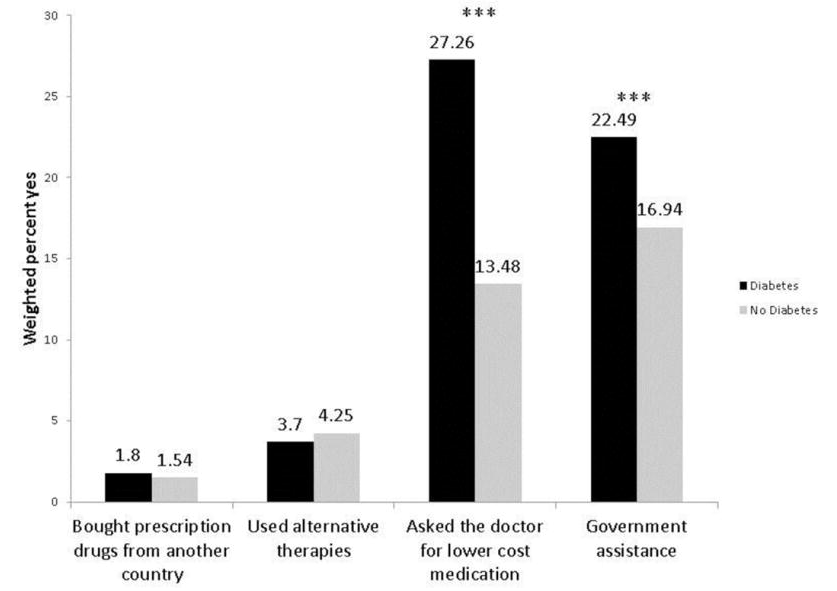 30
***
27.26
25
***
22.49
20
16.94
15
13.48
10
5
3.7
4.25
1.8
1.54
0
Weighted percent yes
Diabetes
No Diabetes
Bought prescription
drugs from another
country
Used alternative
therapies
Asked the doctor
for lower cost
medication
Government
assistance